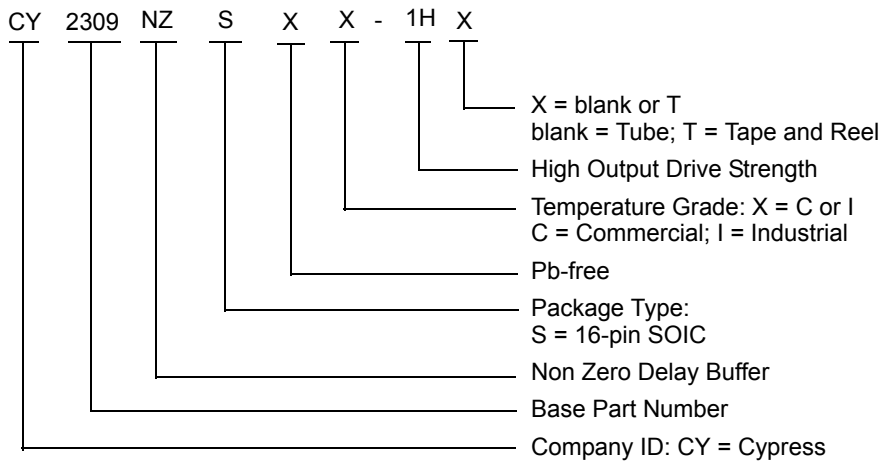 CY 2309 NZ S X X - 1H X
X = blank or T
blank = Tube; T = Tape and Reel
High Output Drive Strength
Temperature Grade: X = C or I
C = Commercial; I = Industrial
Pb-free
Package Type:
S = 16-pin SOIC
Non Zero Delay Buffer
Base Part Number
Company ID: CY = Cypress